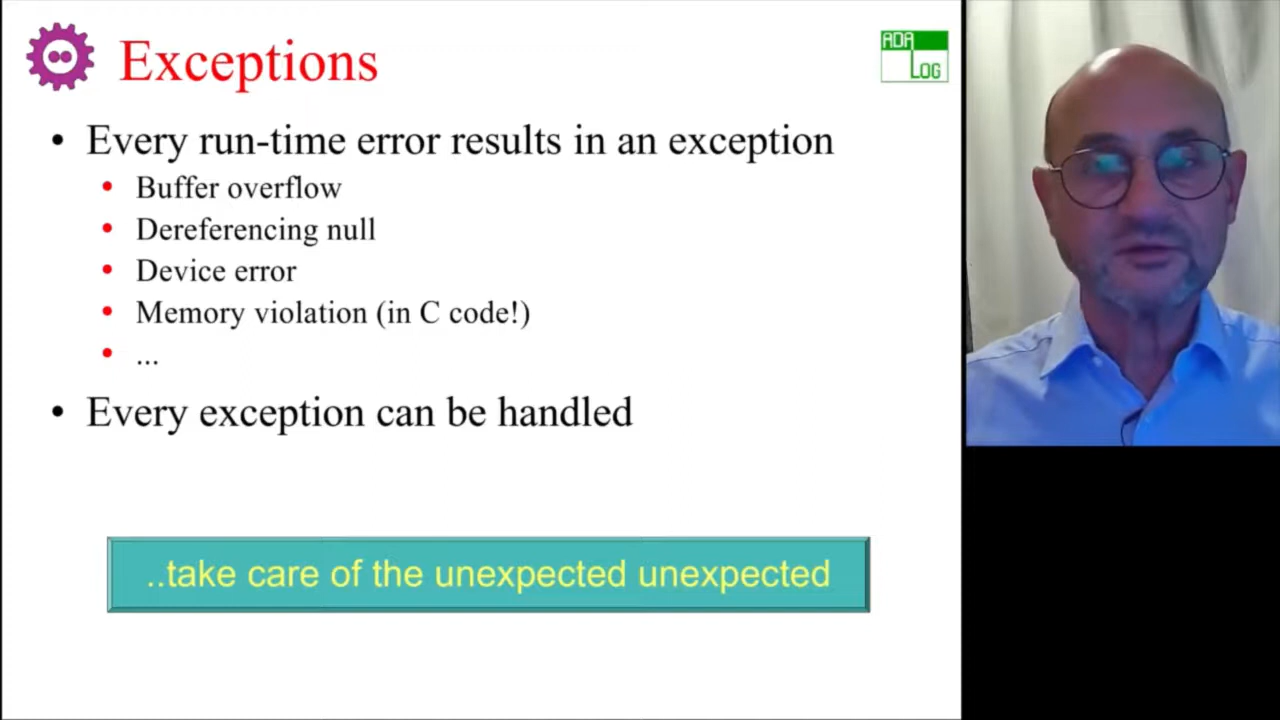 Exceptions
ADA
LOG
• Every run-time error results in an exception
• Buffer overflow
• Dereferencing null
• Device error
• Memory violation (in C code!)
• ...
• Every exception can be handled
..take care of the unexpected unexpected